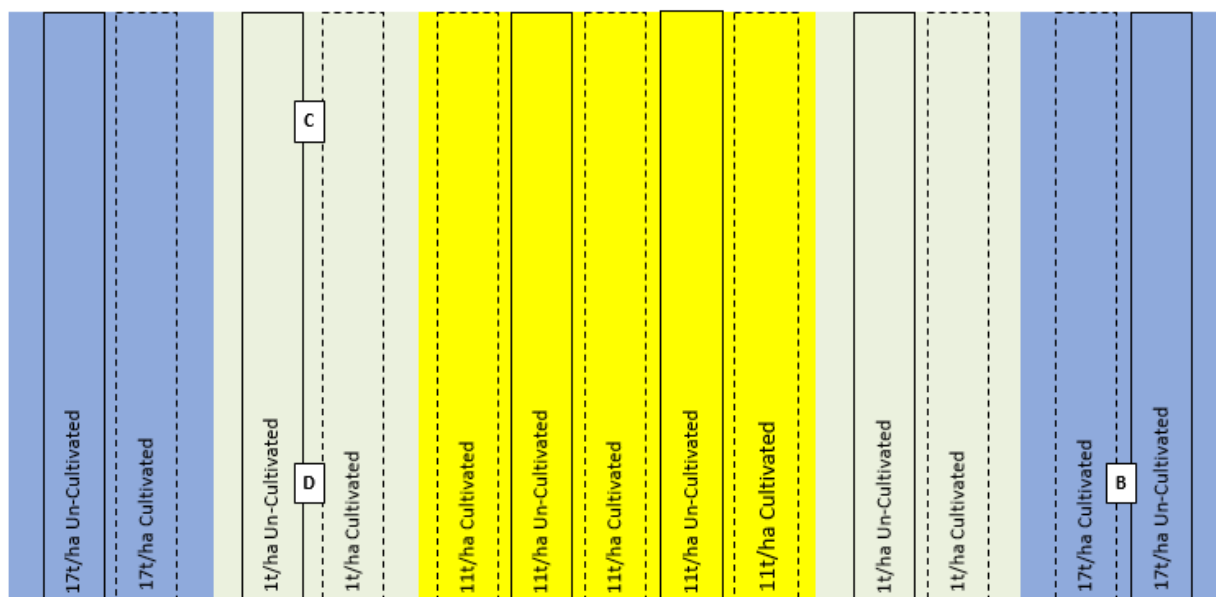 C
17t/ha Un-Cultivated
17t/ha Cultivated
1t/ha Un-Cultivated
D
1t/ha Cultivated
11t/ha Cultivated
11t/ha Un-Cultivated
11t/ha Cultivated
11t/ha Un-Cultivated
11t/ha Cultivated
1t/ha Un-Cultivated
1t/ha Cultivated
17t/ha Cultivated
B
17t/ha Un-Cultivated